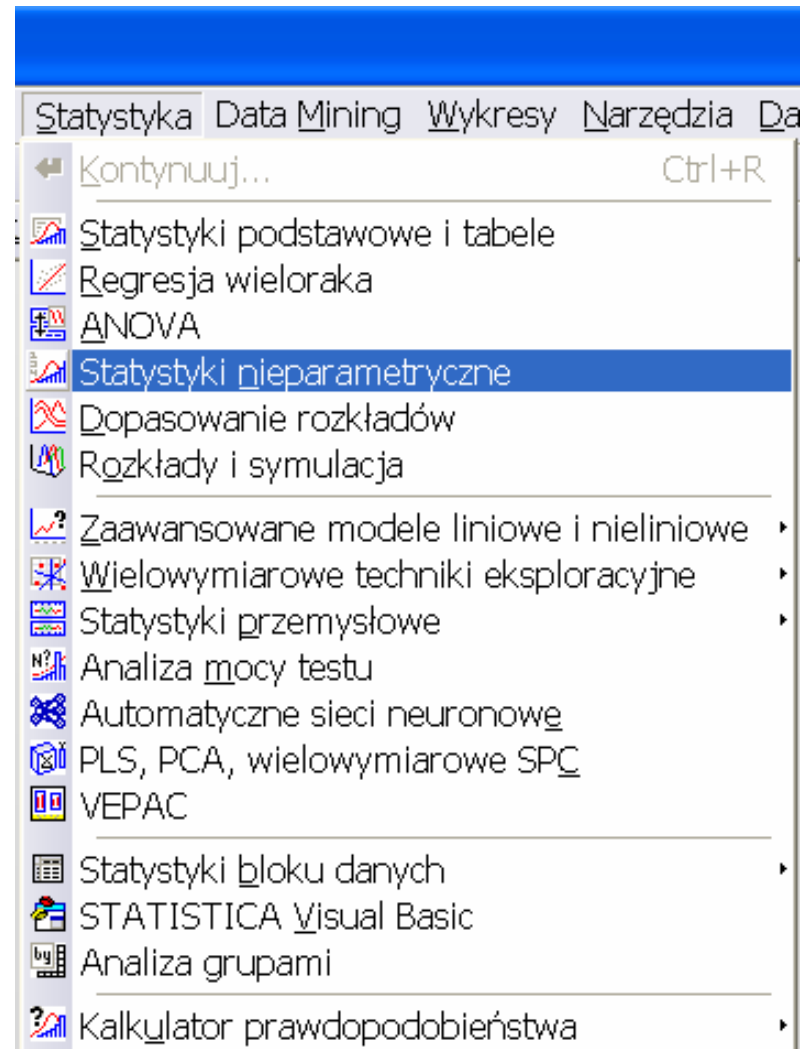 Statystyka Data Mining Wykresy Narzędzia Da
Kontynuuj... Ctrl+R
Statystyki podstawowe i tabele
Regresja wieloraka
ANOVA
Statystyki nieparametryczne
Dopasowanie rozkładów
Rozkłady i symulacja
Zaawansowane modele liniowe i nieliniowe
Wielowymiarowe techniki eksploracyjne
Statystyki przemysłowe
Analiza mocy testu
Automatyczne sieci neuronowe
PLS, PCA, wielowymiarowe SPC
VEPAC
Statystyki bloku danych
STATISTICA Visual Basic
Analiza grupami
Kalkulator prawdopodobieństwa